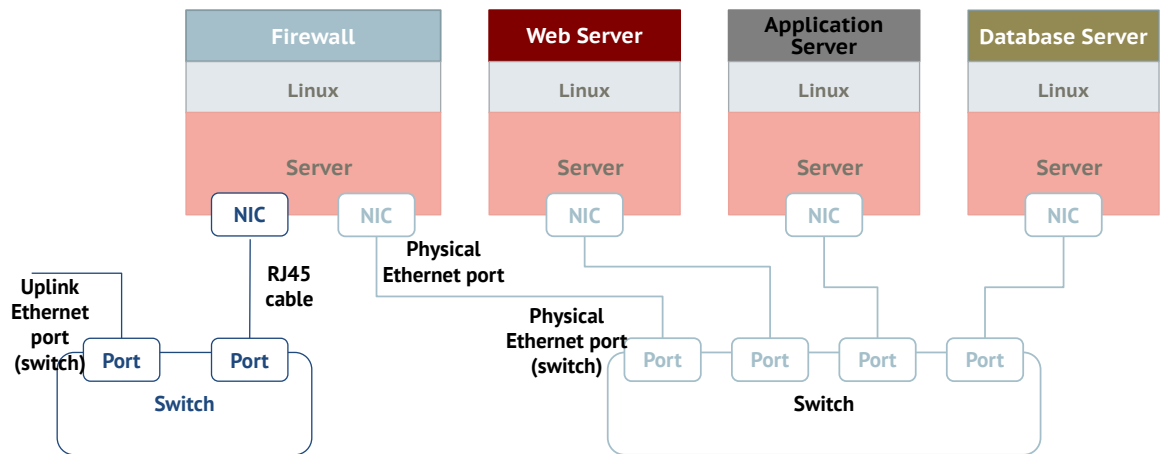 Firewall
Web Server
Application
Server
Database Server
Linux
Linux
Linux
Linux
Server
Server
Server
Server
NIC
NIC
NIC
NIC
NIC
Physical
Ethernet port
RJ45
cable
Uplink
Ethernet
port
(switch)
Physical
Ethernet port
(switch)
Port
Port
Port
Port
Port
Port
Switch
Switch